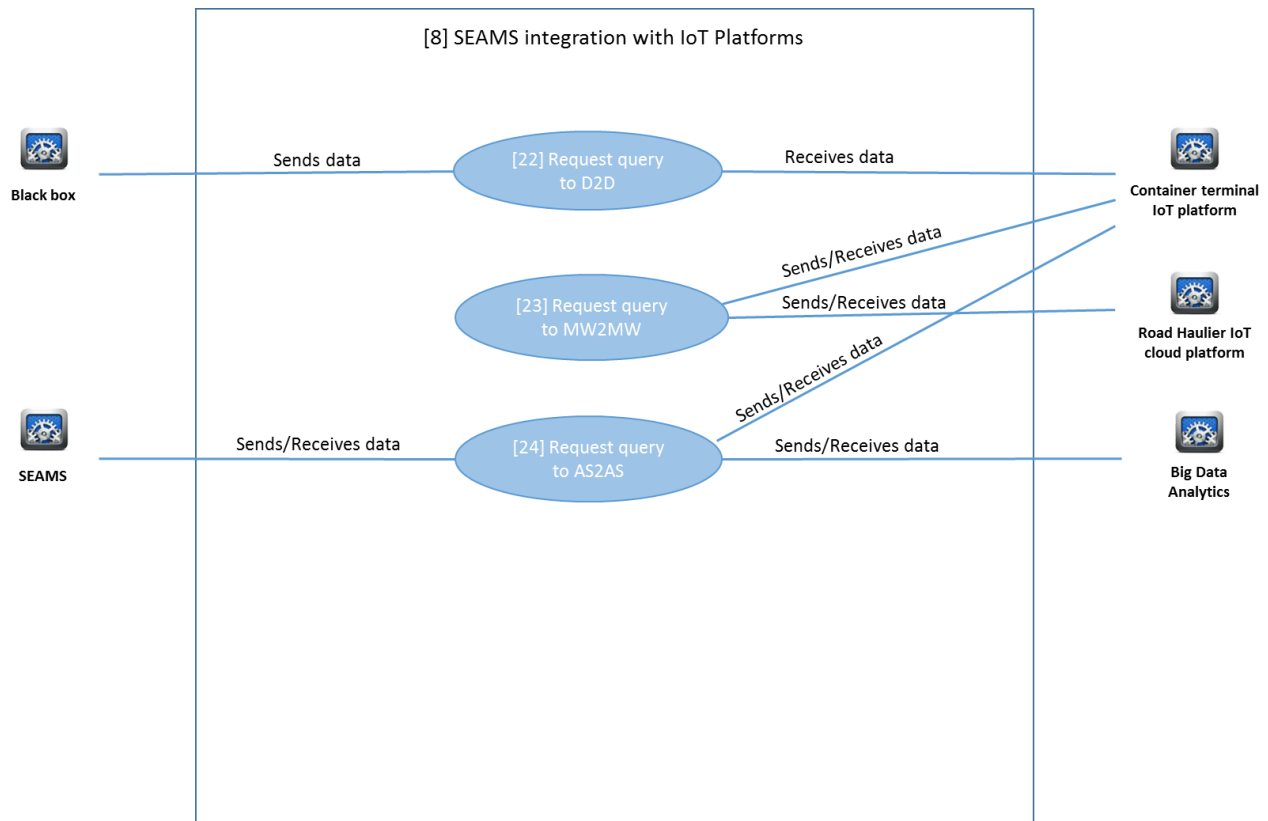 [8] SEAMS integration with IoT Platforms
Sends data
[22] Request query
to D2D
Receives data
Black box
Container terminal
IoT platform
Sends/Receives data
[23] Request query
to MW2MW
Sends/Receives data
Road Haulier IoT
cloud platform
Sends/Receives data
SEAMS
Sends/Receives data
[24] Request query
to AS2AS
Sends/Receives data
Big Data
Analytics